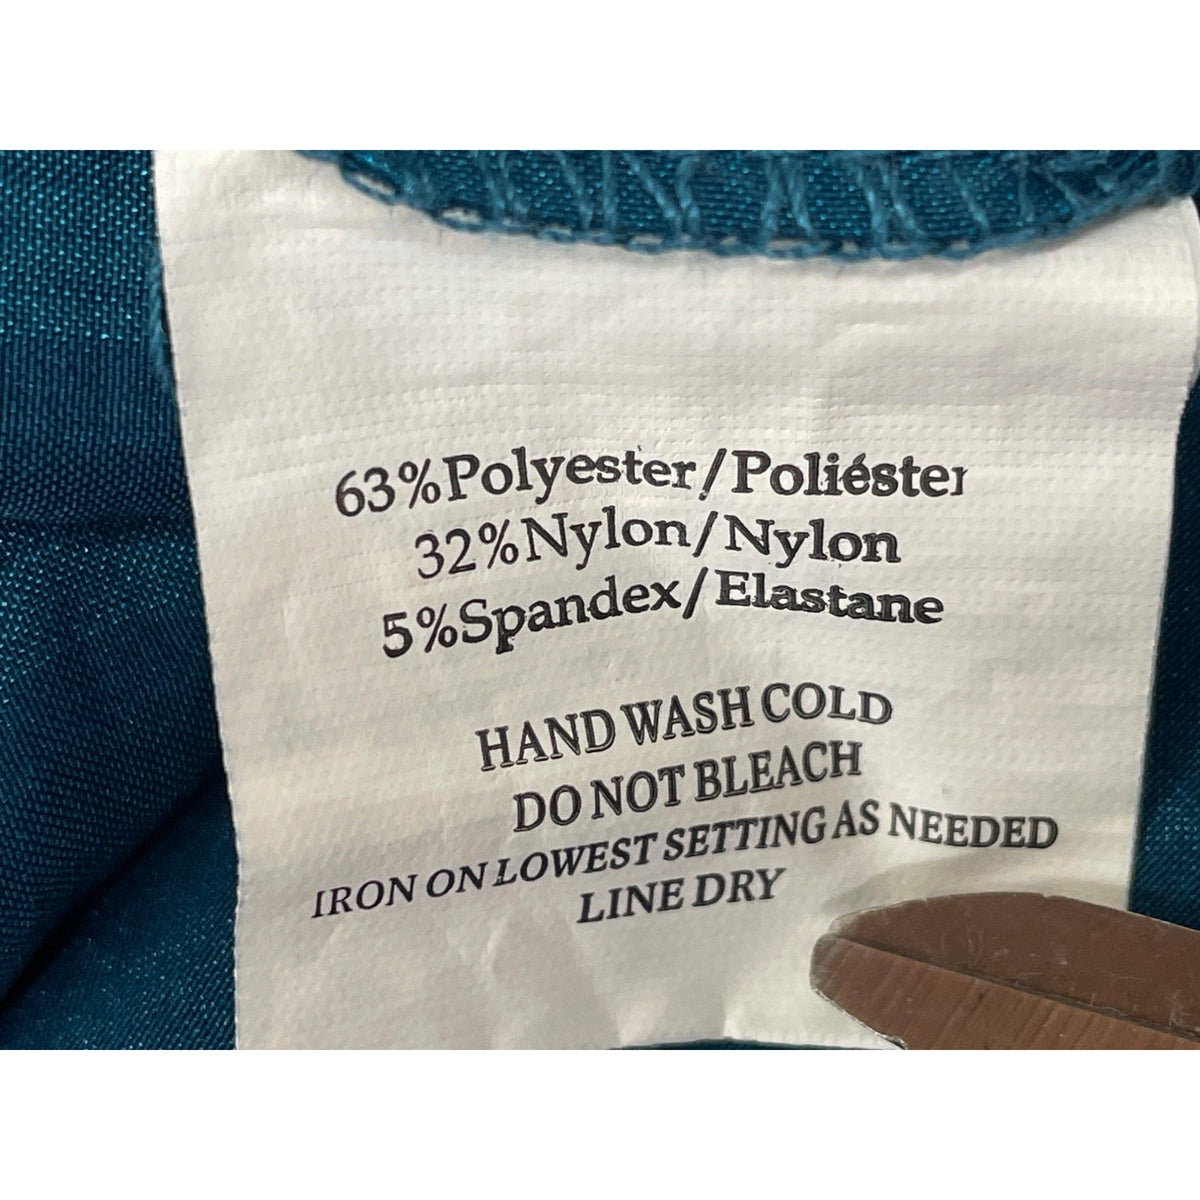 63%Polyester/Poliéster
32%Nylon/Nylon
5%Spandex/Elastane
HAND WASH COLD
DO NOT BLEACH
IRON ON LOWEST SETTING AS NEEDED
LINE DRY